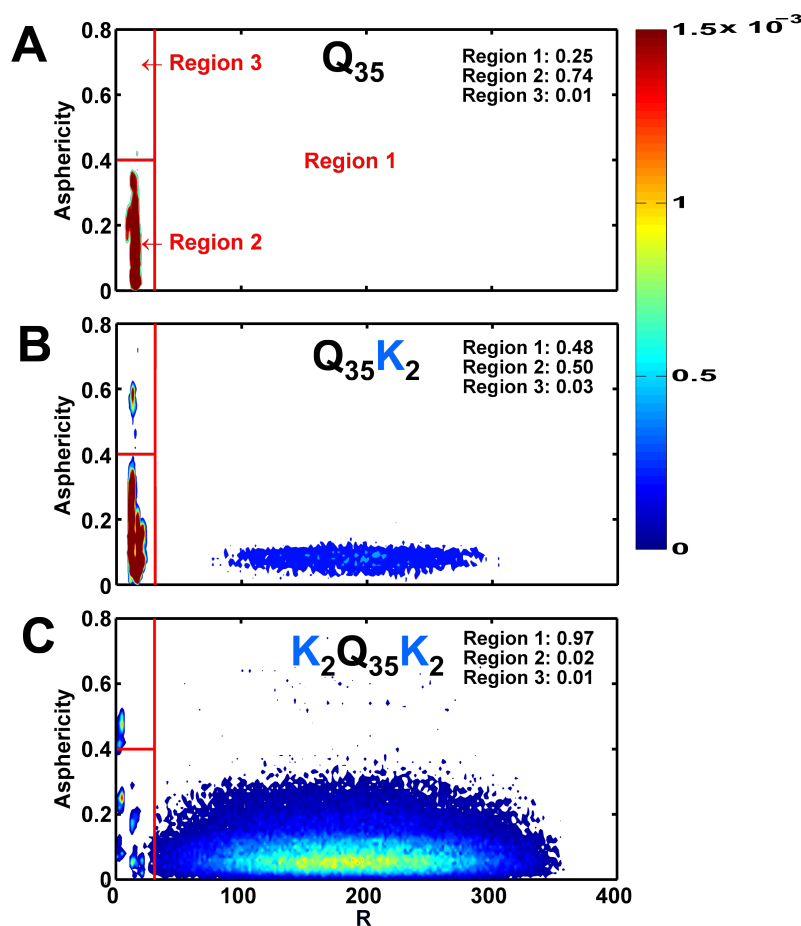 A
Q35
Region 1: 0.25
Region 2: 0.74
Region 3: 0.01
← Region 3
Region 1
← Region 2
Asphericity
0.8
0.6
0.4
0.2
0
1.5x 10⁻³
1
0.5
0
B
Q35K2
Region 1: 0.48
Region 2: 0.50
Region 3: 0.03
Asphericity
0.8
0.6
0.4
0.2
0
C
K2Q35K2
Region 1: 0.97
Region 2: 0.02
Region 3: 0.01
Asphericity
0.8
0.6
0.4
0.2
0
0 100 200 300 400
R